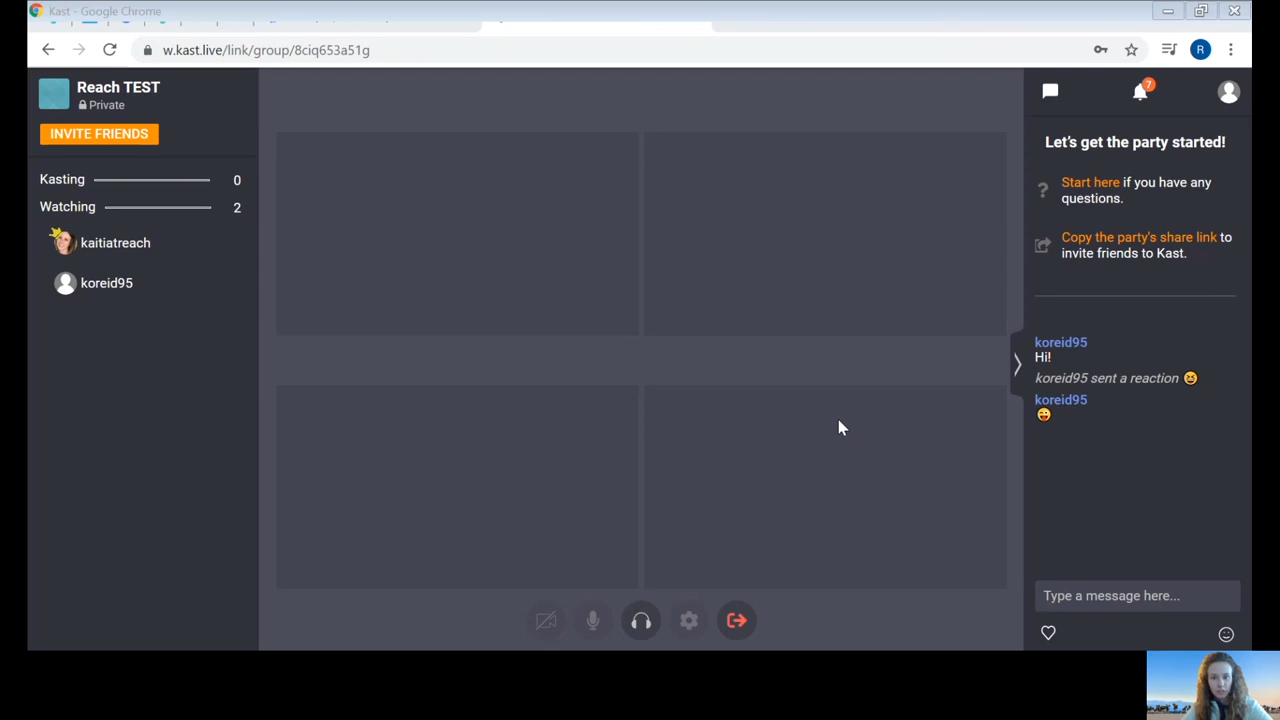 Kast - Google Chrome
w.kast.live/link/group/8ciq653a51g
R
Reach TEST
Private
INVITE FRIENDS
Kasting 0
Watching 2
kaitiatreach
koreid95
7
Let's get the party started!
?
Start here if you have any
questions.
Copy the party's share link to
invite friends to Kast.
koreid95
Hi!
koreid95 sent a reaction 😆
koreid95
😜
Type a message here...